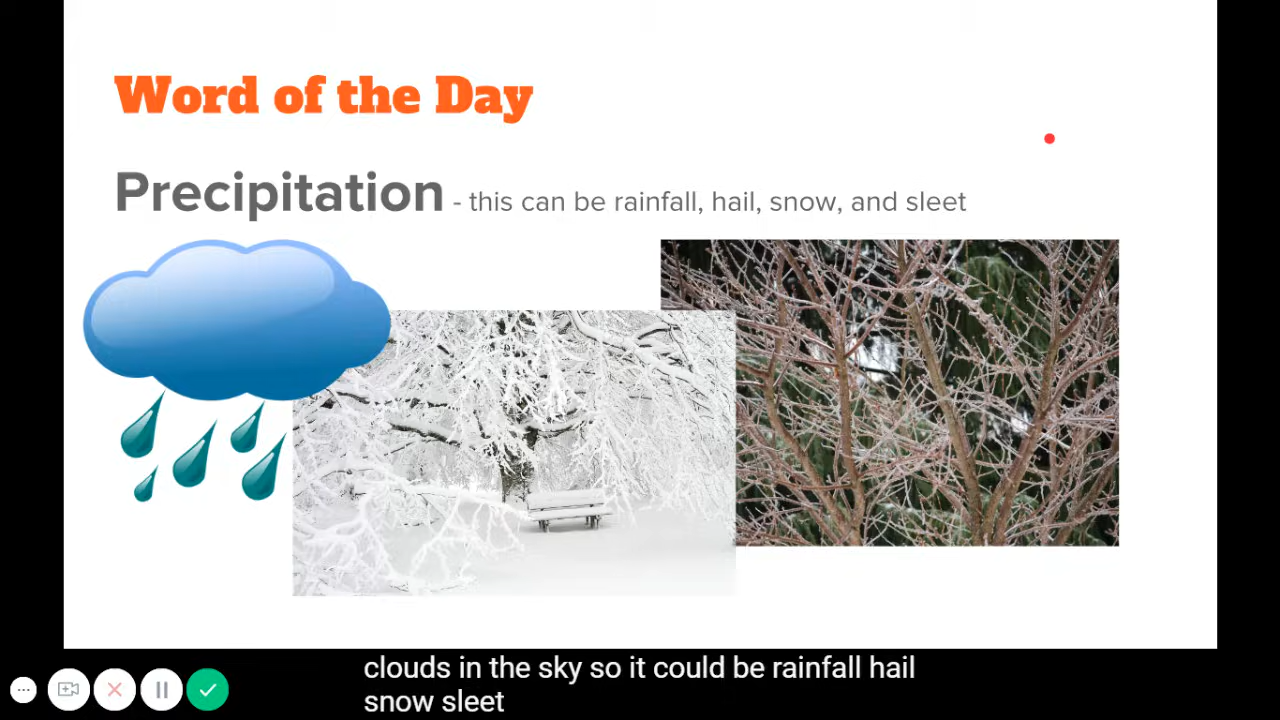 Word of the Day
Precipitation - this can be rainfall, hail, snow, and sleet
clouds in the sky so it could be rainfall hail
snow sleet